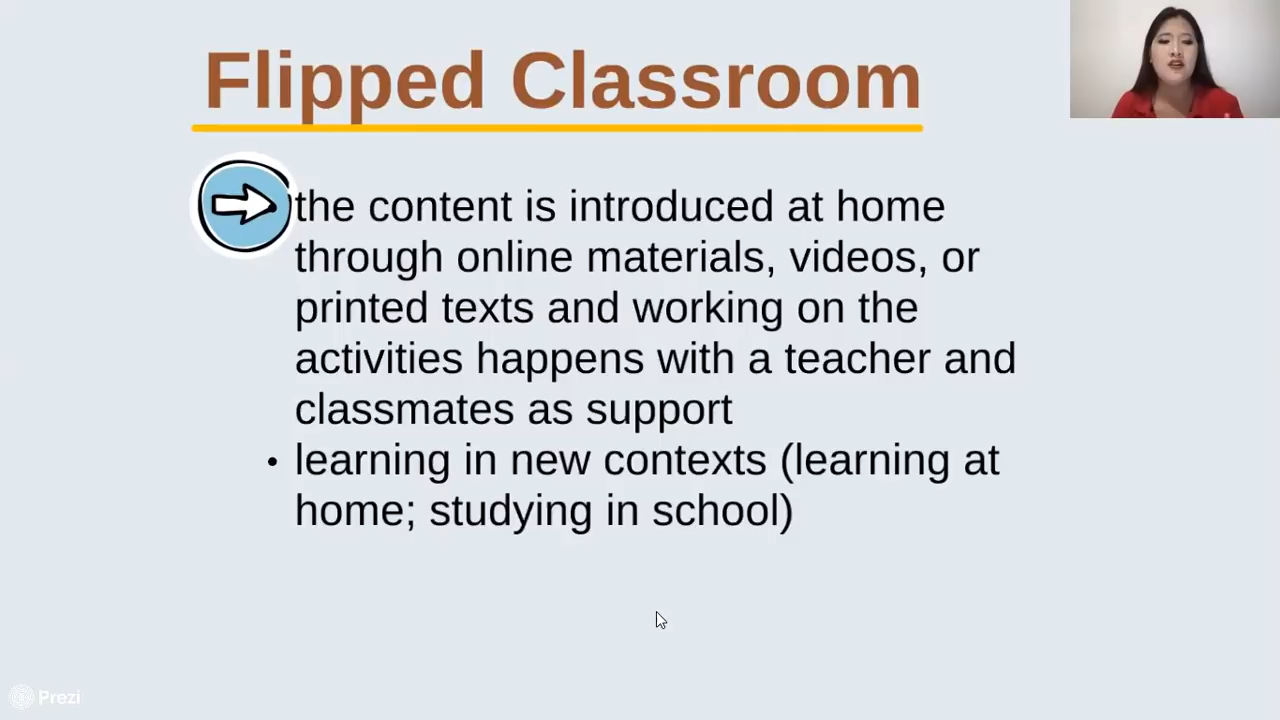 Flipped Classroom
the content is introduced at home
through online materials, videos, or
printed texts and working on the
activities happens with a teacher and
classmates as support
• learning in new contexts (learning at
home; studying in school)
Prezi